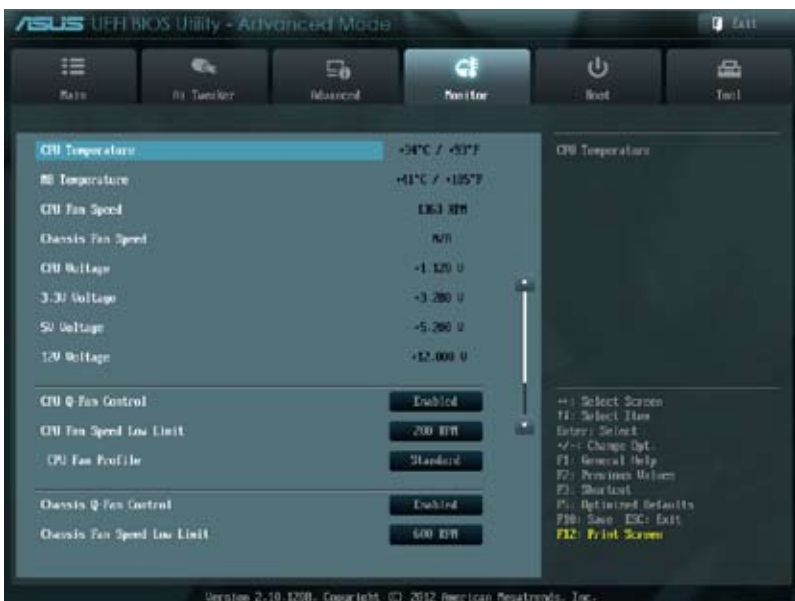 ASUS UEFI BIOS Utility - Advanced Mode
Exit
Main
Ai Tweaker
Advanced
Monitor
Boot
Tool
CPU Temperature +34°C / +93°F
MB Temperature +41°C / +105°F
CPU Fan Speed 1363 RPM
Chassis Fan Speed N/A
CPU Voltage +1.120 V
3.3V Voltage +3.280 V
5V Voltage +5.200 V
12V Voltage +12.000 V
CPU Q-Fan Control Enabled
CPU Fan Speed Low Limit 200 RPM
CPU Fan Profile Standard
Chassis Q-Fan Control Enabled
Chassis Fan Speed Low Limit 600 RPM
CPU Temperature
: Select Screen
: Select Item
Enter: Select
+/-: Change Opt.
F1: General Help
F2: Previous Values
F3: Shortcut
F5: Optimized Defaults
F10: Save ESC: Exit
F12: Print Screen
Version 2.10.1208. Copyright (C) 2012 American Megatrends, Inc.